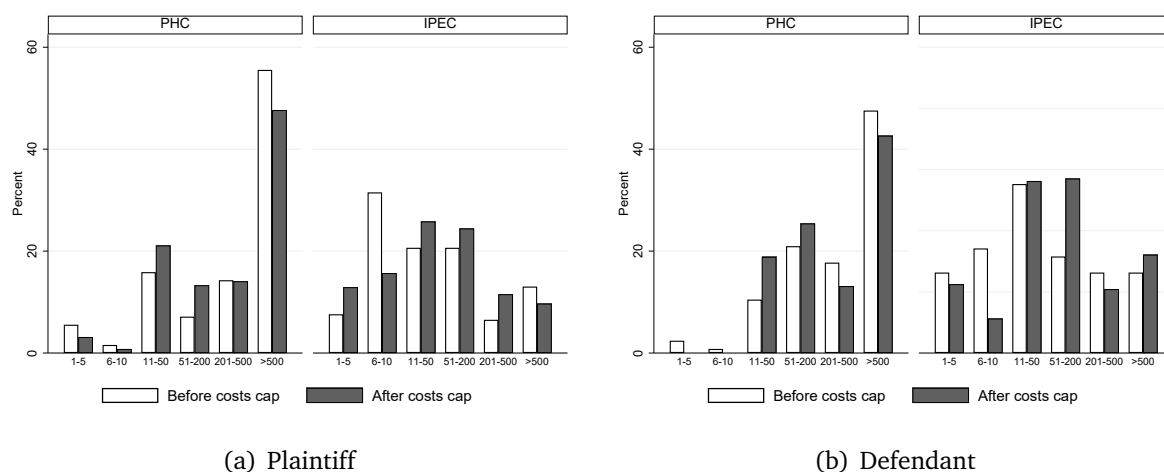 PHC IPEC
Percent
0 20 40 60
1-5 6-10 11-50 51-200 201-500 >500 1-5 6-10 11-50 51-200 201-500 >500
Before costs cap After costs cap
(a) Plaintiff
PHC IPEC
Percent
0 20 40 60
1-5 6-10 11-50 51-200 201-500 >500 1-5 6-10 11-50 51-200 201-500 >500
Before costs cap After costs cap
(b) Defendant